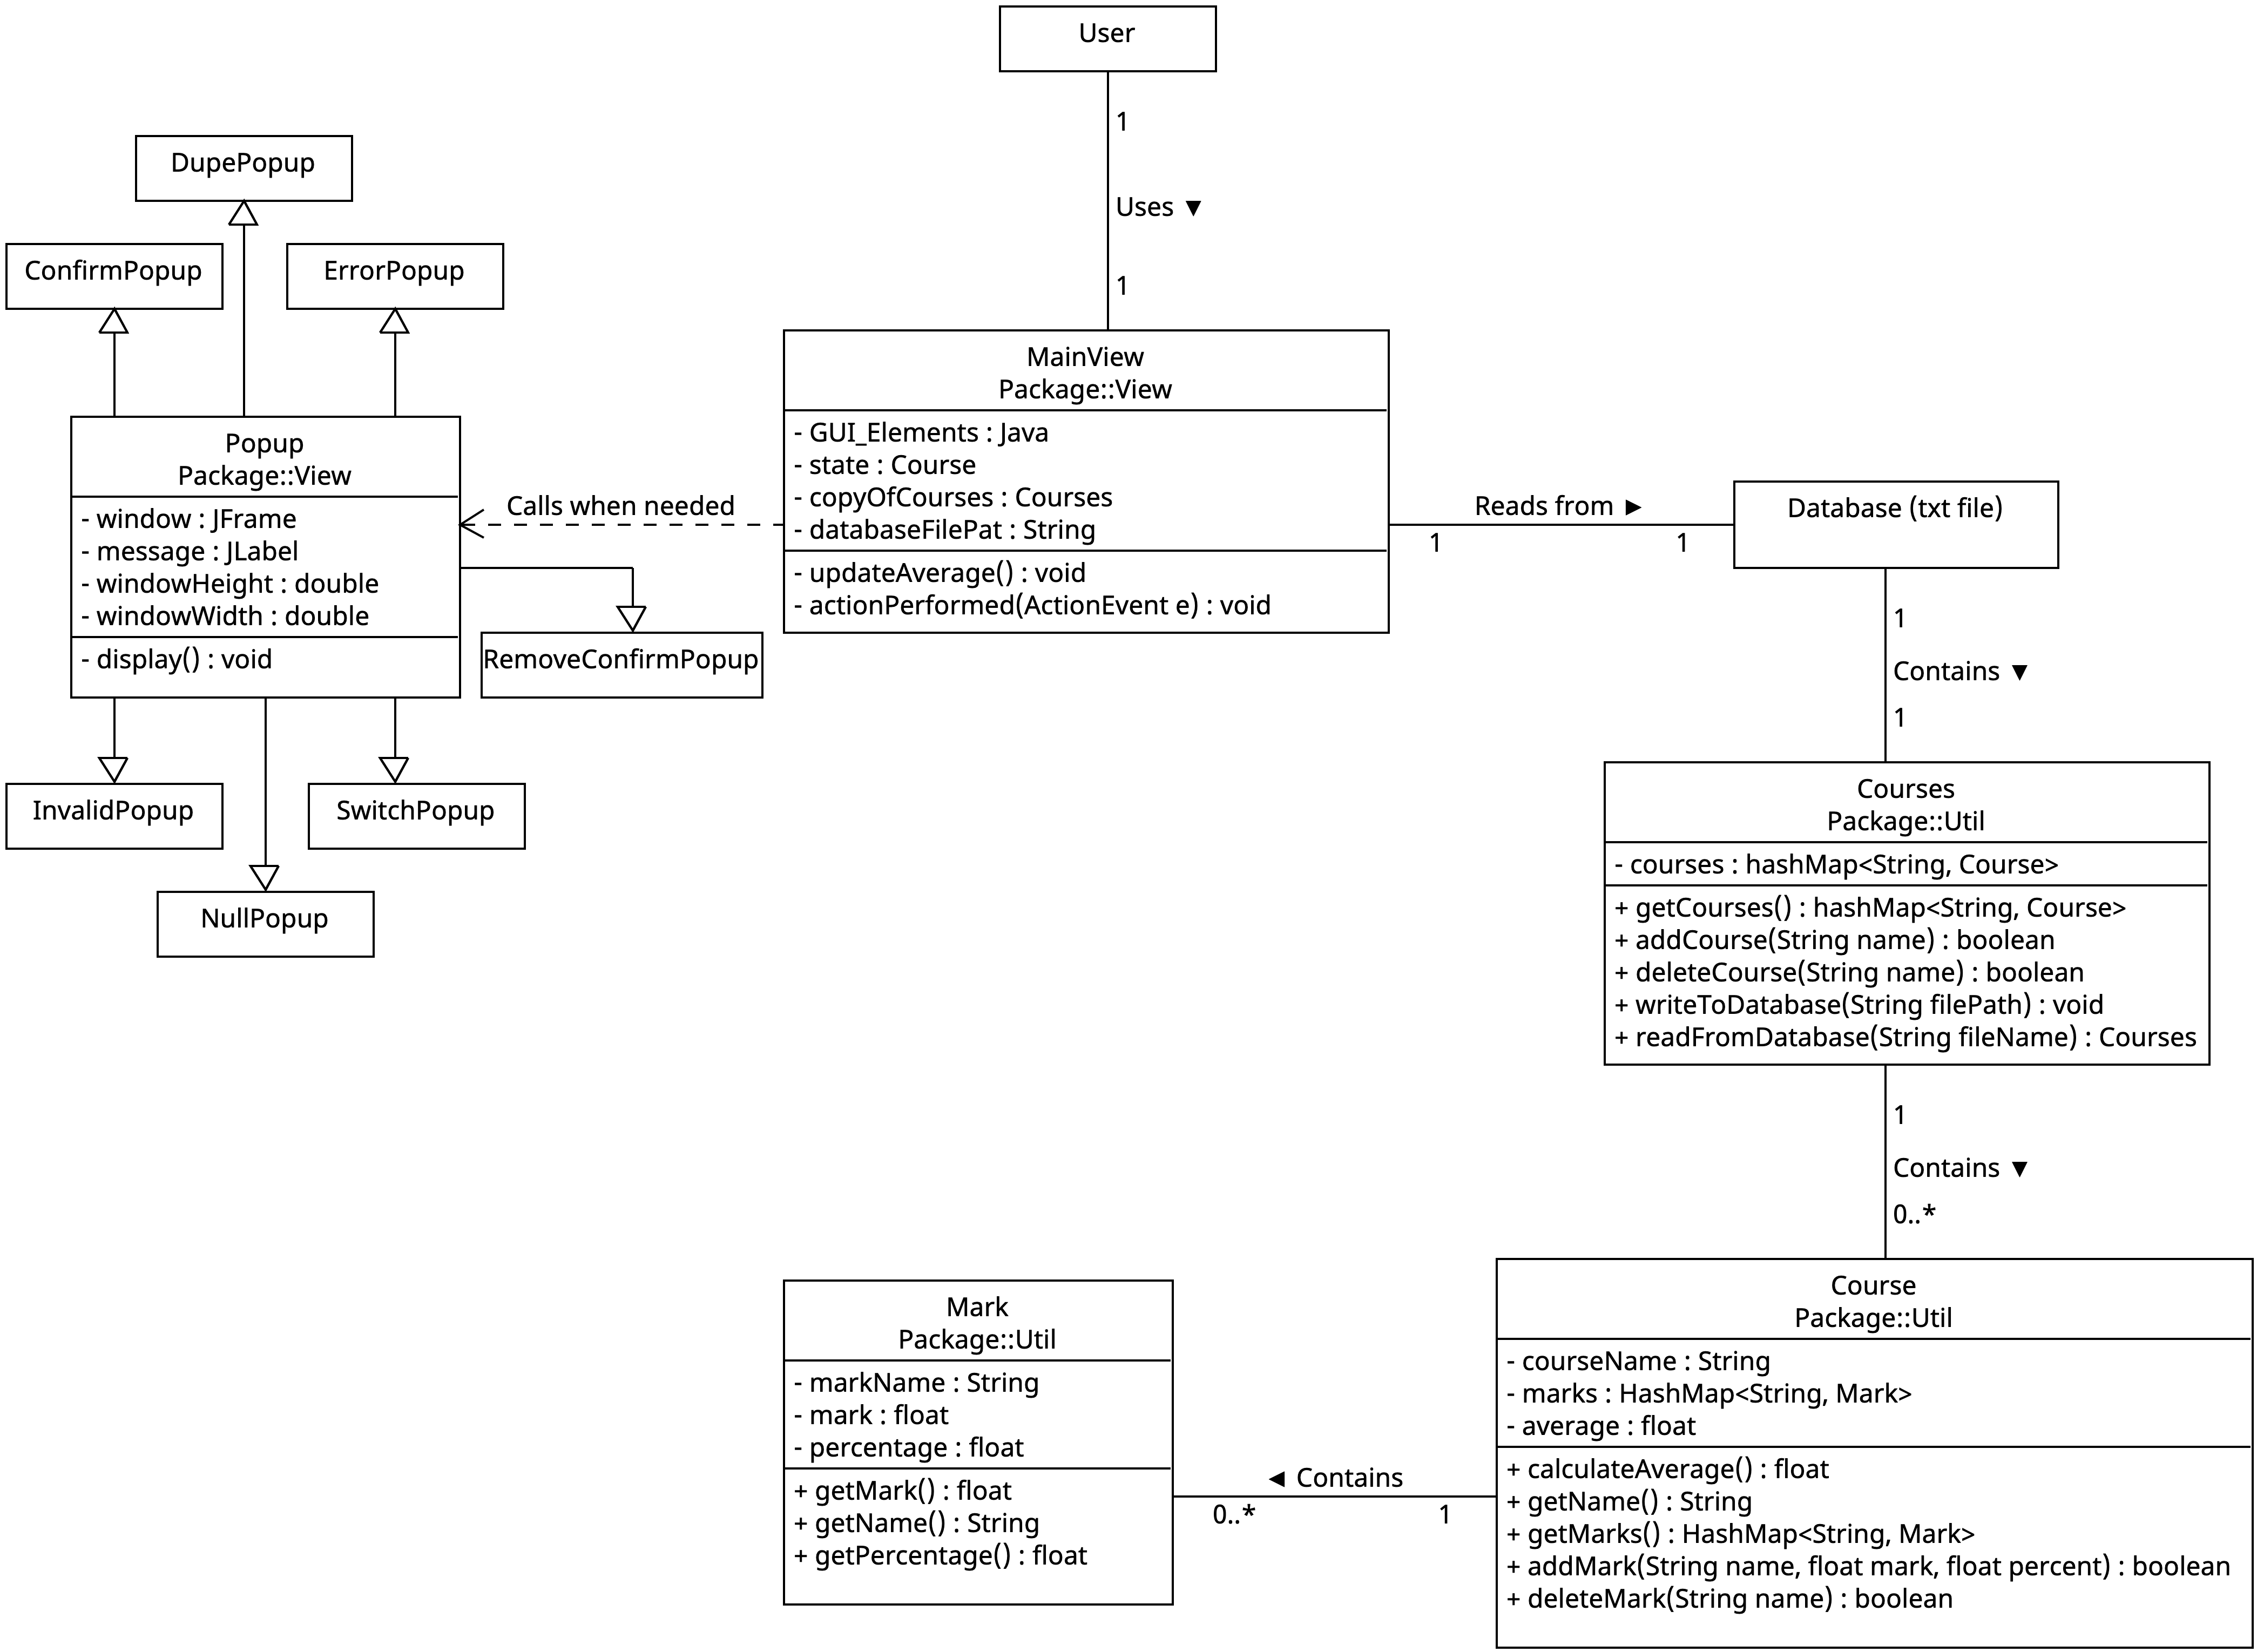 User
1
Uses ▼
1
DupePopup
ConfirmPopup
ErrorPopup
Popup
Package::View
- window : JFrame
- message : JLabel
- windowHeight : double
- windowWidth : double
- display() : void
Calls when needed
RemoveConfirmPopup
InvalidPopup
SwitchPopup
NullPopup
MainView
Package::View
- GUI_Elements : Java
- state : Course
- copyOfCourses : Courses
- databaseFilePat : String
- updateAverage() : void
- actionPerformed(ActionEvent e) : void
Reads from ►
1
1
Database (txt file)
1
Contains ▼
1
Courses
Package::Util
- courses : hashMap<String, Course>
+ getCourses() : hashMap<String, Course>
+ addCourse(String name) : boolean
+ deleteCourse(String name) : boolean
+ writeToDatabase(String filePath) : void
+ readFromDatabase(String fileName) : Courses
1
Contains ▼
0..*
Course
Package::Util
- courseName : String
- marks : HashMap<String, Mark>
- average : float
+ calculateAverage() : float
+ getName() : String
+ getMarks() : HashMap<String, Mark>
+ addMark(String name, float mark, float percent) : boolean
+ deleteMark(String name) : boolean
◄ Contains
0..*
1
Mark
Package::Util
- markName : String
- mark : float
- percentage : float
+ getMark() : float
+ getName() : String
+ getPercentage() : float